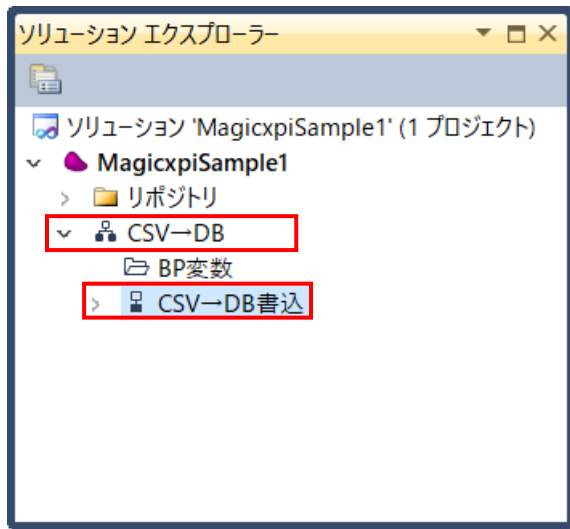 ソリューション エクスプローラー
ソリューション 'MagicxpiSample1' (1 プロジェクト)
MagicxpiSample1
リポジトリ
CSV→DB
BP変数
CSV→DB書込